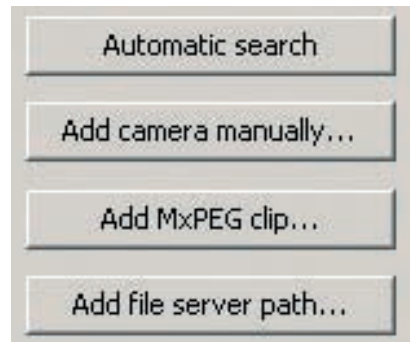 Automatic search
Add camera manually...
Add MxPEG clip...
Add file server path...